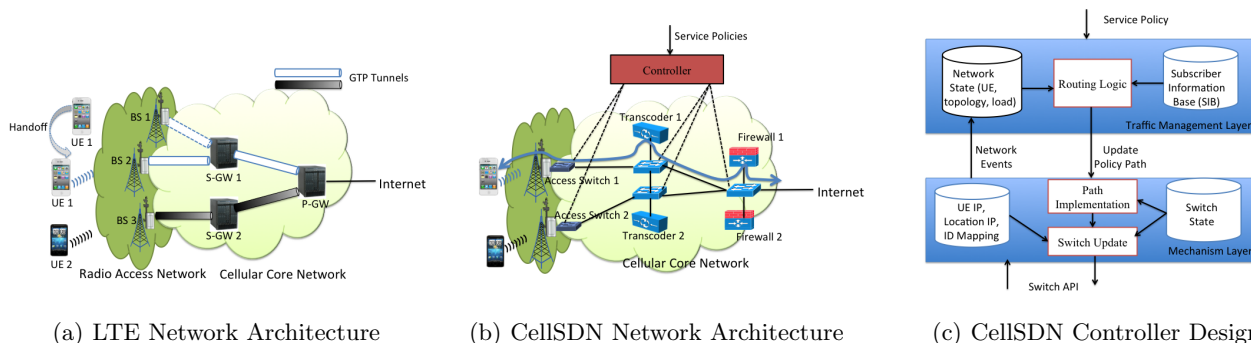 GTP Tunnels
BS 1
Handoff
UE 1
BS 2
S-GW 1
UE 1
P-GW
Internet
BS 3
S-GW 2
UE 2
Radio Access Network
Cellular Core Network
(a) LTE Network Architecture
Service Policies
Controller
Transcoder 1
Firewall 1
Access Switch 1
Internet
Access Switch 2
Transcoder 2
Firewall 2
Cellular Core Network
(b) CellSDN Network Architecture
Service Policy
Network
State (UE,
topology, load)
Routing Logic
Subscriber
Information
Base (SIB)
Traffic Management Layer
Network
Events
Update
Policy Path
UE IP,
Location IP,
ID Mapping
Path
Implementation
Switch
State
Switch Update
Mechanism Layer
Switch API
(c) CellSDN Controller Design